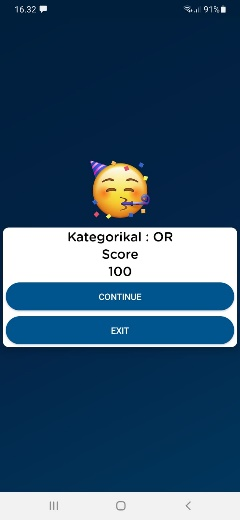 16.32
91%
Kategorikal : OR
Score
100
CONTINUE
EXIT